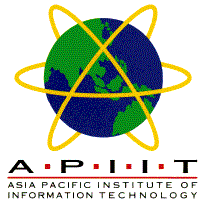 A·P·I·I·T
ASIA PACIFIC INSTITUTE OF
INFORMATION TECHNOLOGY